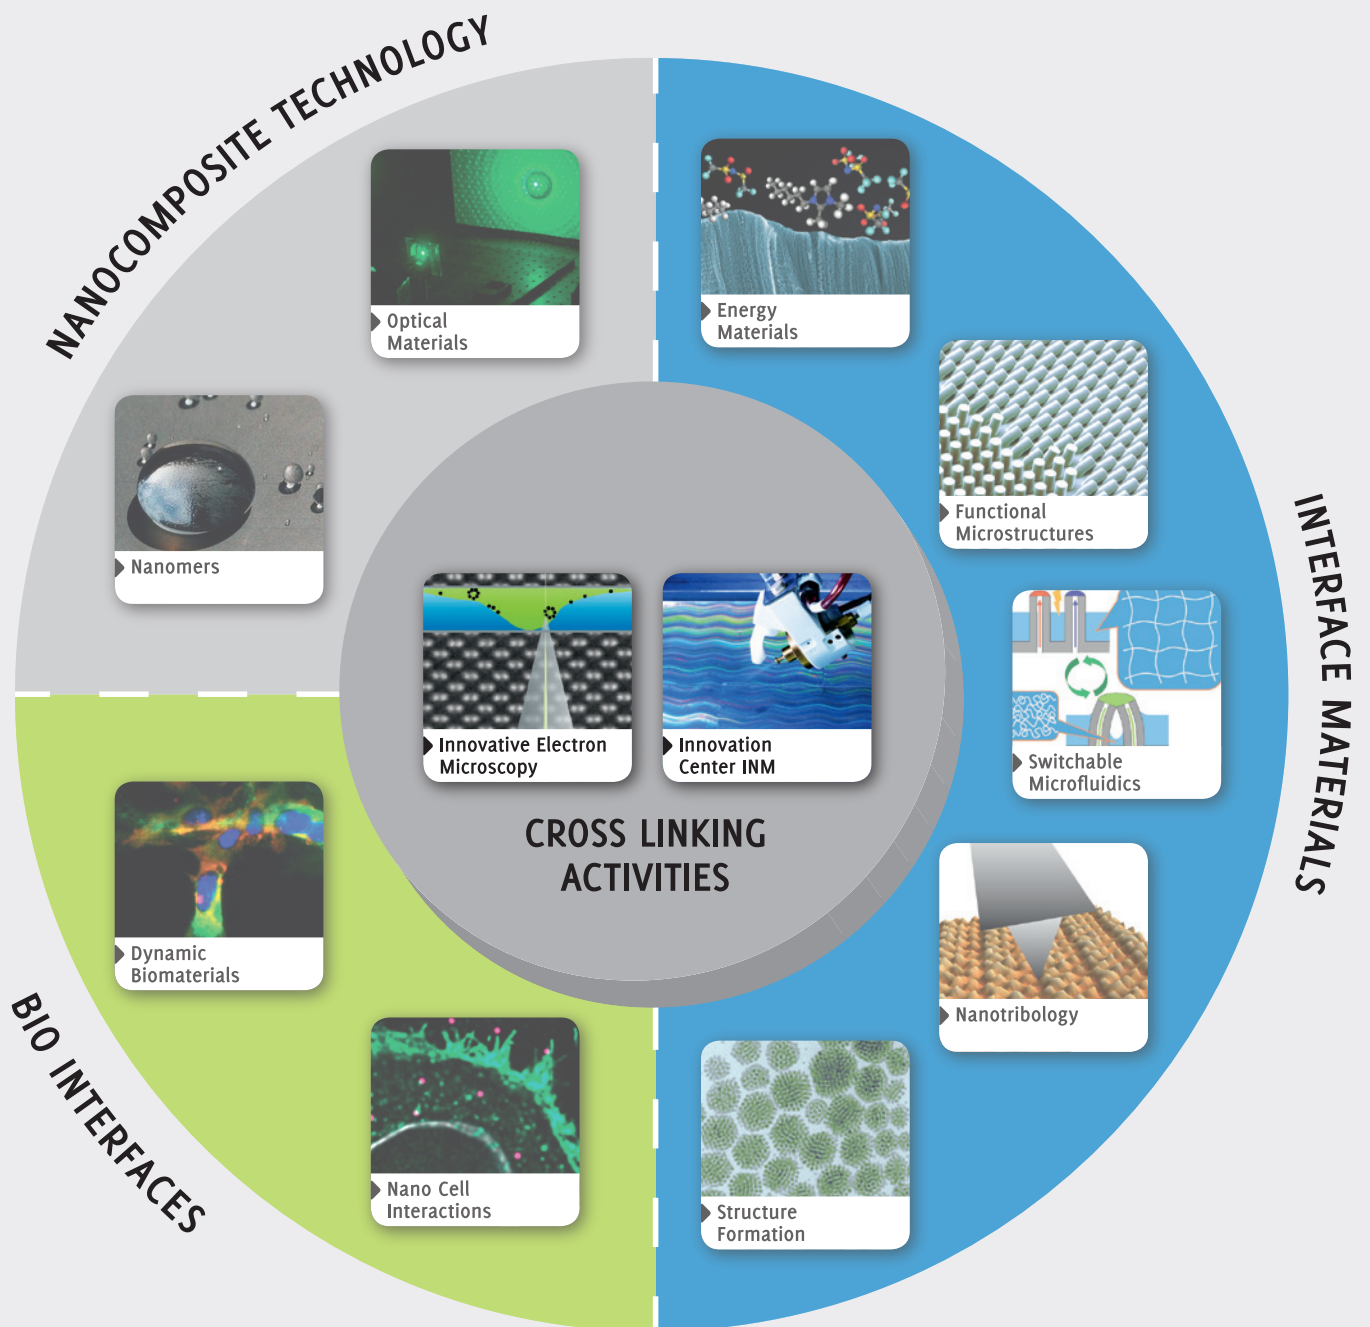 NANOCOMPOSITE TECHNOLOGY
Optical
Materials
Nanomers
Energy
Materials
Functional
Microstructures
Switchable
Microfluidics
Nanotribology
Structure
Formation
INTERFACE MATERIALS
Innovative Electron
Microscopy
Innovation
Center INM
CROSS LINKING
ACTIVITIES
Dynamic
Biomaterials
Nano Cell
Interactions
BIO INTERFACES